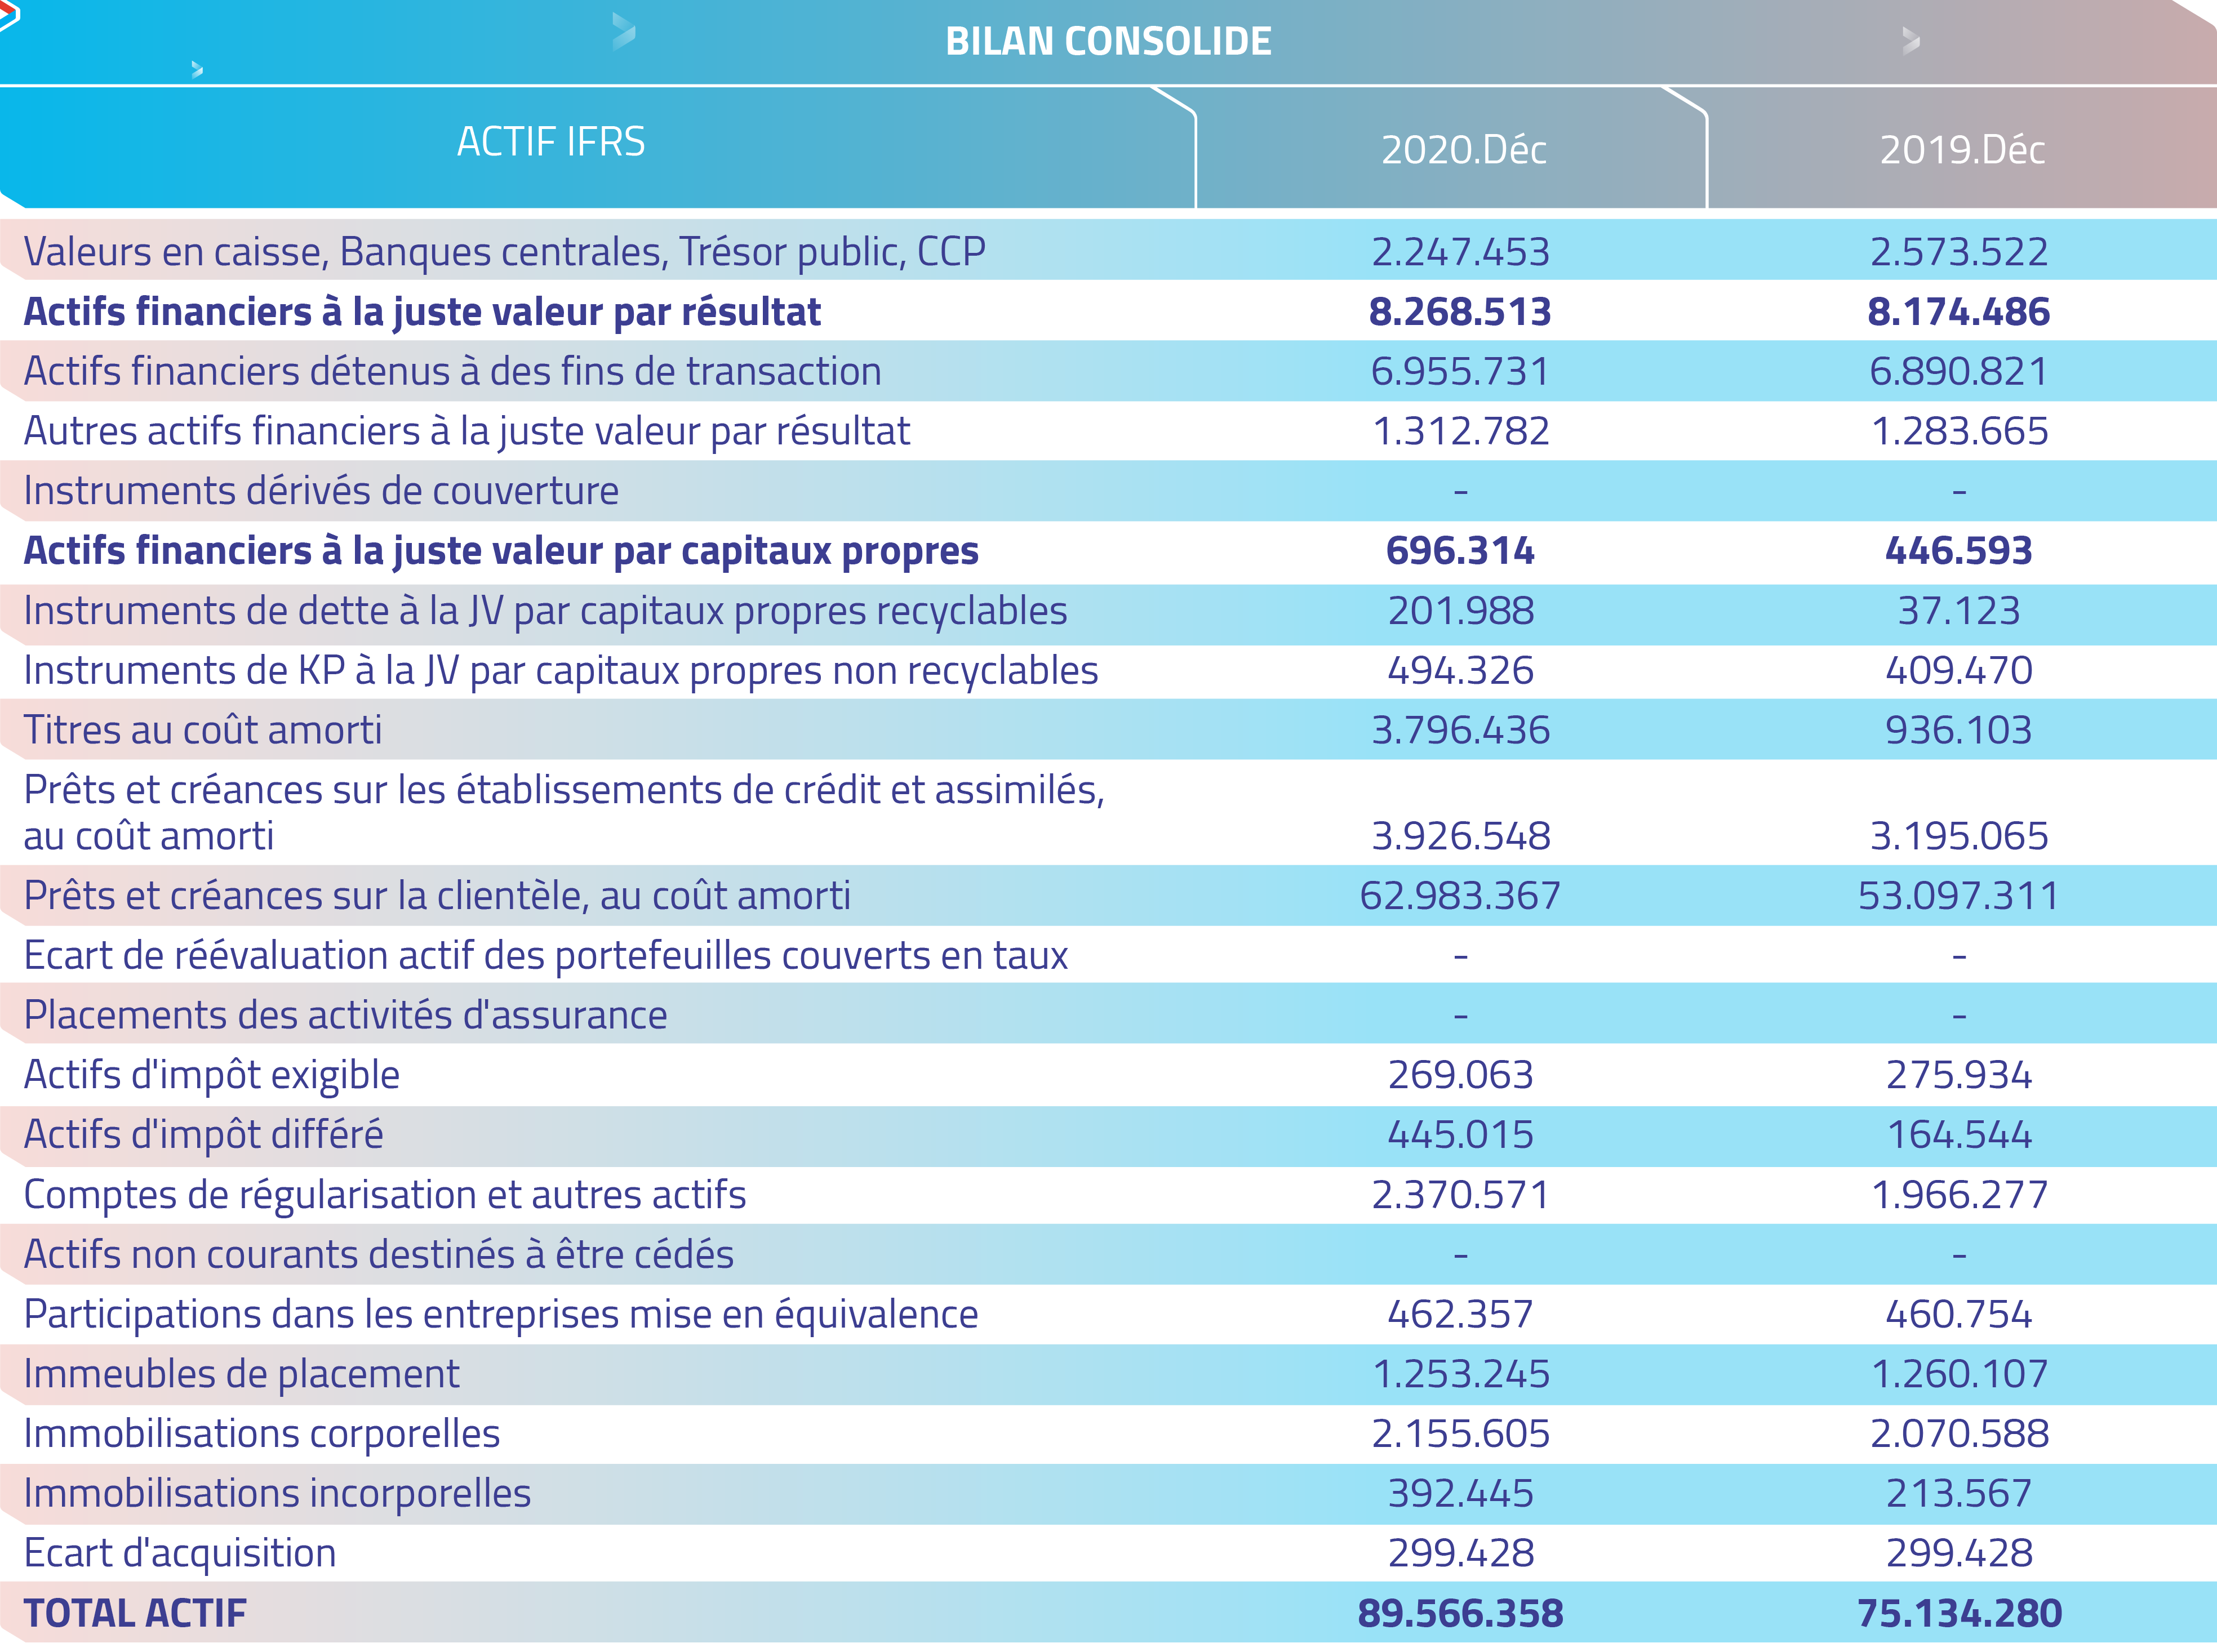 BILAN CONSOLIDE
ACTIF IFRS 2020.Déc 2019.Déc
Valeurs en caisse, Banques centrales, Trésor public, CCP 2.247.453 2.573.522
Actifs financiers à la juste valeur par résultat 8.268.513 8.174.486
Actifs financiers détenus à des fins de transaction 6.955.731 6.890.821
Autres actifs financiers à la juste valeur par résultat 1.312.782 1.283.665
Instruments dérivés de couverture - -
Actifs financiers à la juste valeur par capitaux propres 696.314 446.593
Instruments de dette à la JV par capitaux propres recyclables 201.988 37.123
Instruments de KP à la JV par capitaux propres non recyclables 494.326 409.470
Titres au coût amorti 3.796.436 936.103
Prêts et créances sur les établissements de crédit et assimilés,
au coût amorti 3.926.548 3.195.065
Prêts et créances sur la clientèle, au coût amorti 62.983.367 53.097.311
Ecart de réévaluation actif des portefeuilles couverts en taux - -
Placements des activités d'assurance - -
Actifs d'impôt exigible 269.063 275.934
Actifs d'impôt différé 445.015 164.544
Comptes de régularisation et autres actifs 2.370.571 1.966.277
Actifs non courants destinés à être cédés - -
Participations dans les entreprises mise en équivalence 462.357 460.754
Immeubles de placement 1.253.245 1.260.107
Immobilisations corporelles 2.155.605 2.070.588
Immobilisations incorporelles 392.445 213.567
Ecart d'acquisition 299.428 299.428
TOTAL ACTIF 89.566.358 75.134.280